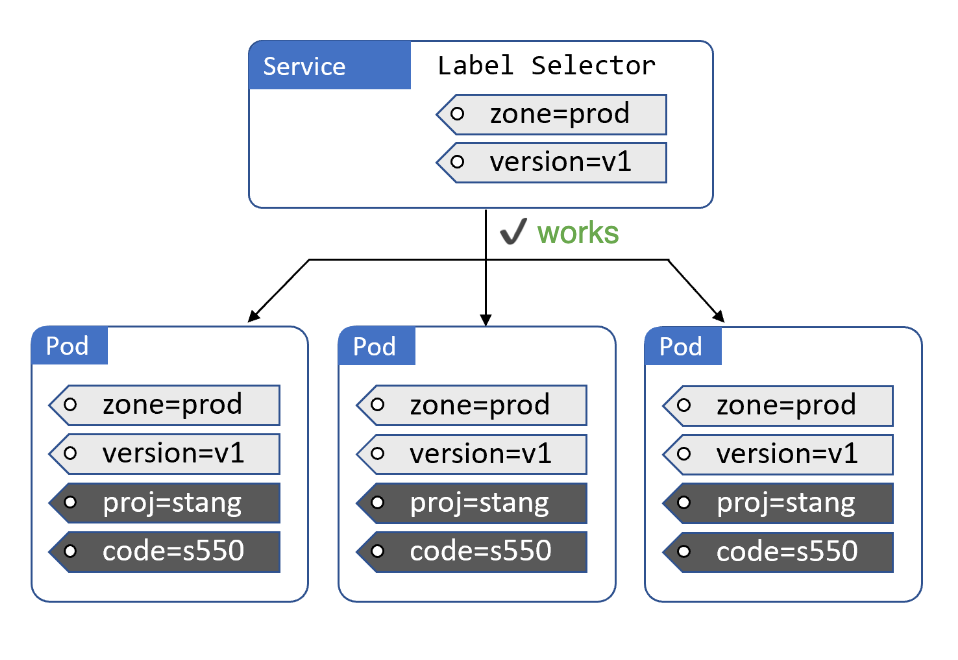 Service
Label Selector
zone=prod
version=v1
✓ works
Pod
zone=prod
version=v1
proj=stang
code=s550
Pod
zone=prod
version=v1
proj=stang
code=s550
Pod
zone=prod
version=v1
proj=stang
code=s550